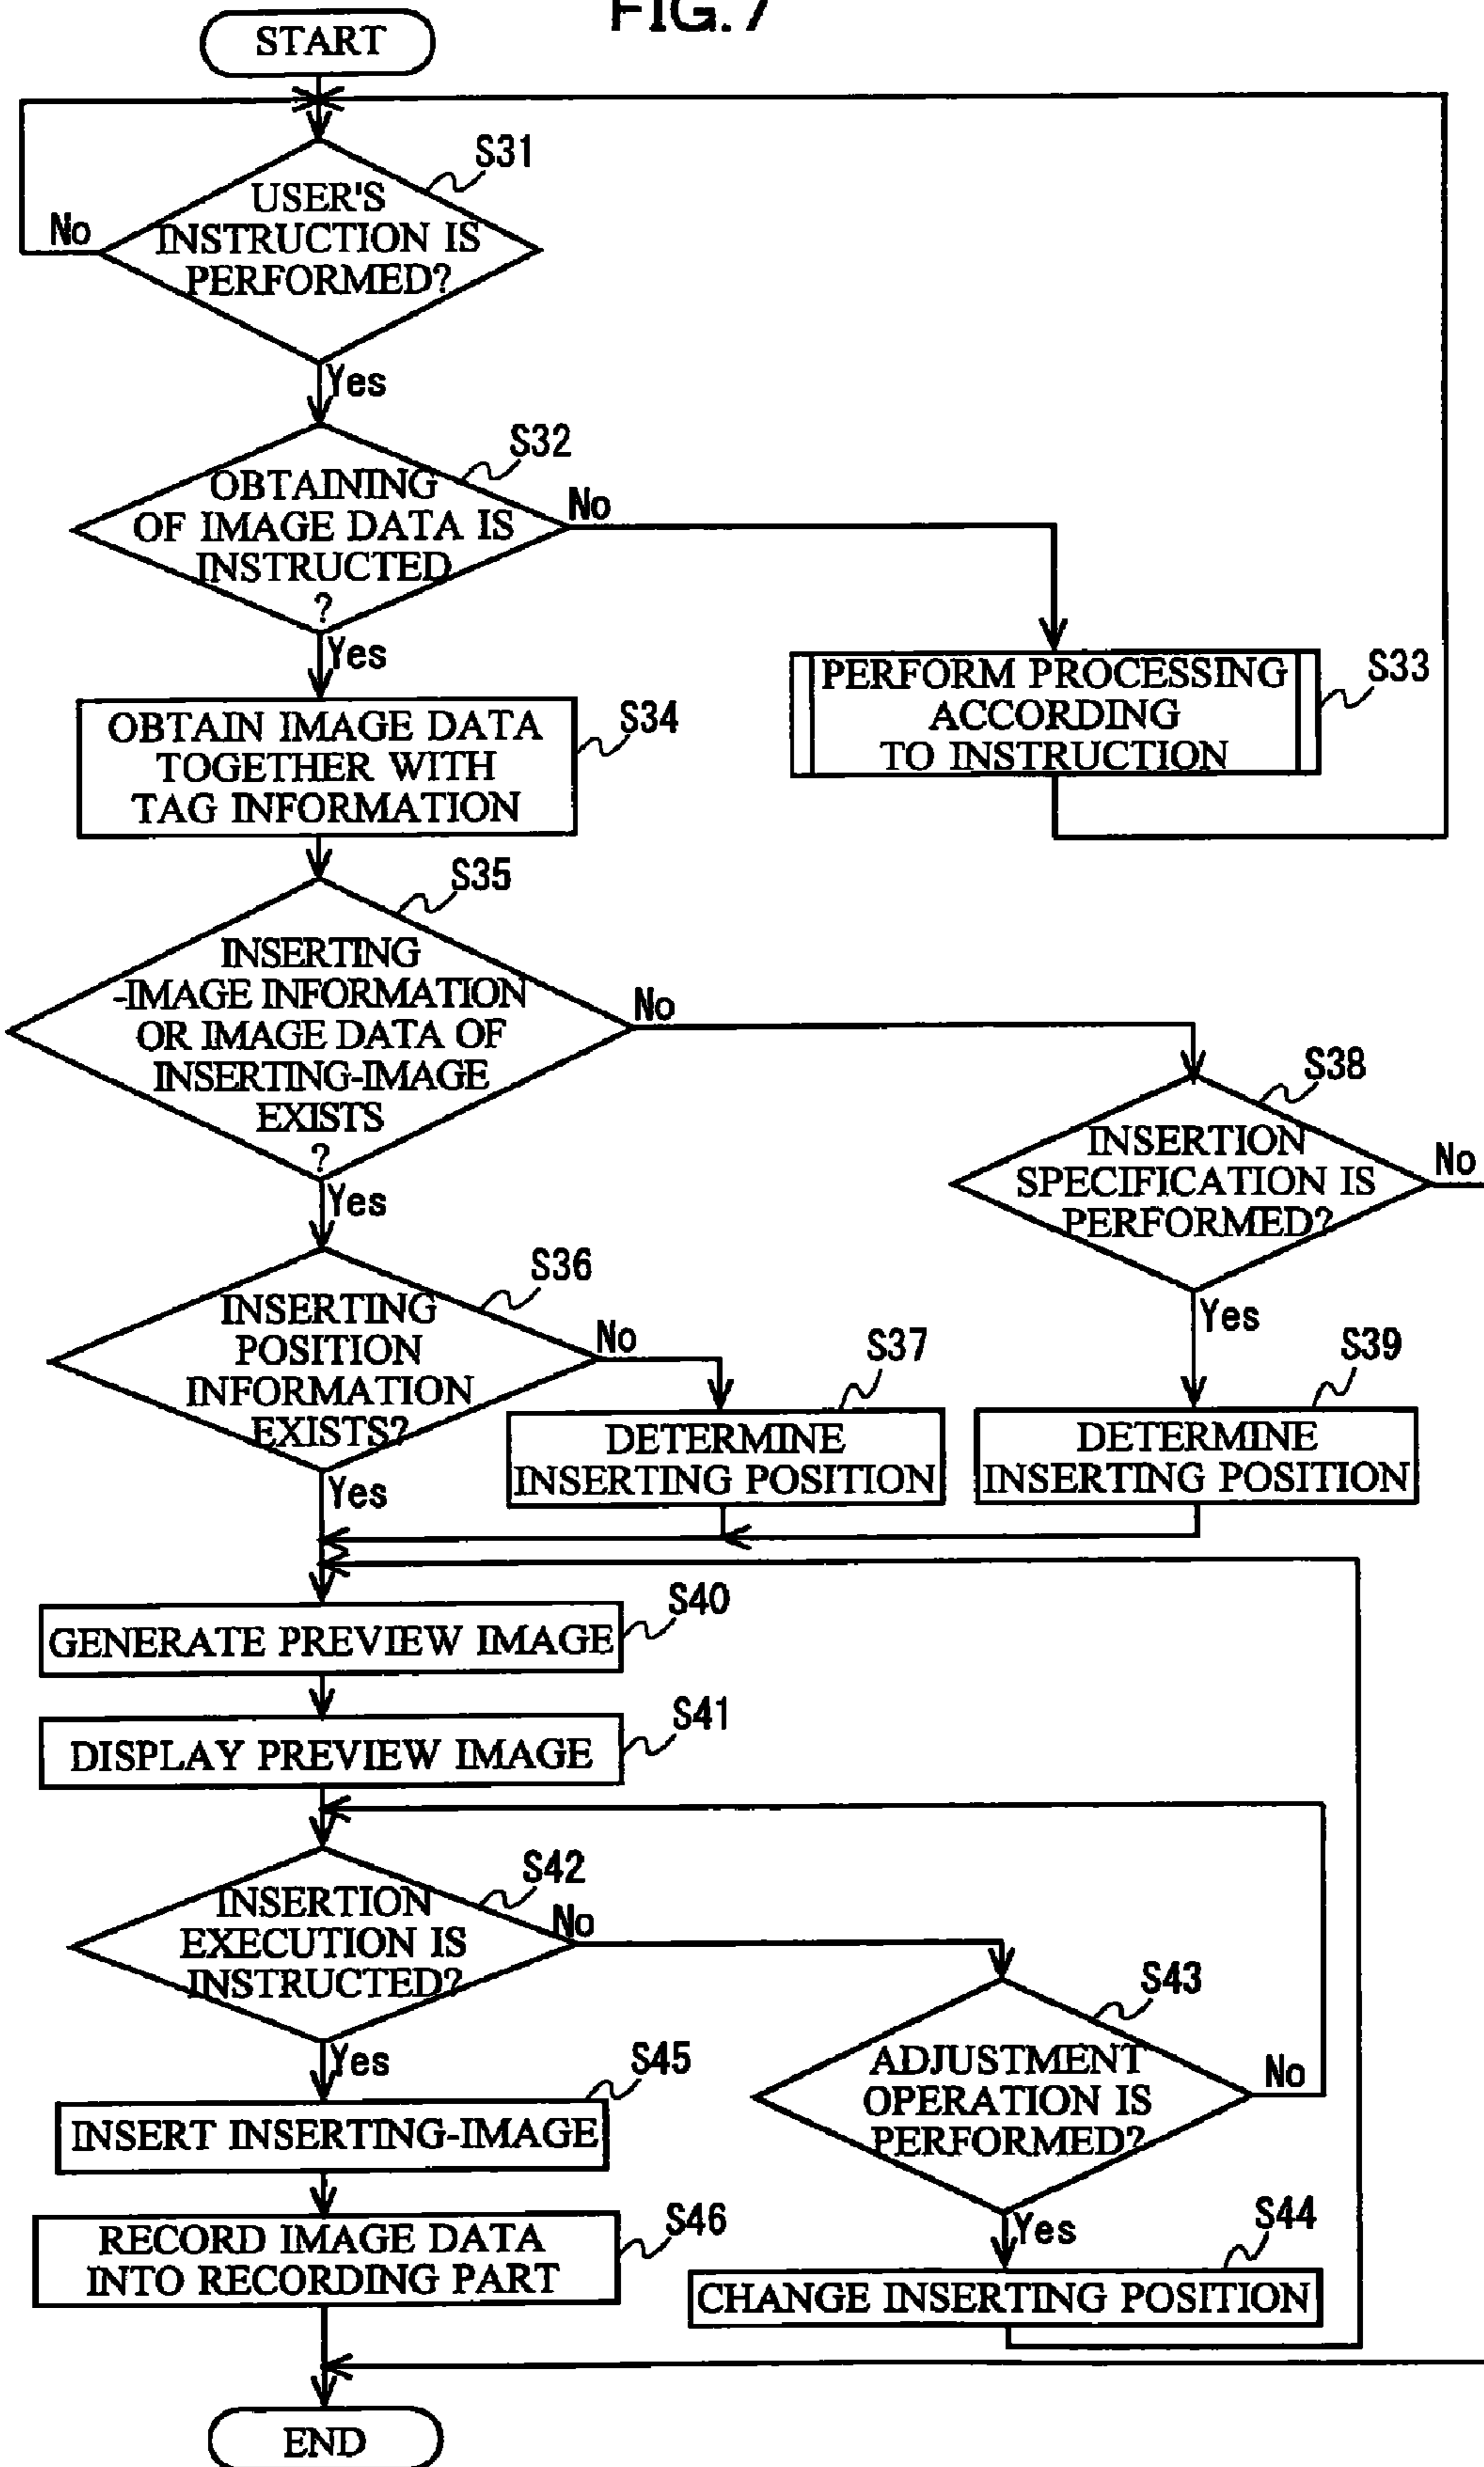 FIG.7
START
S31
USER'S
INSTRUCTION IS
PERFORMED?
No
Yes
S32
OBTAINING
OF IMAGE DATA IS
INSTRUCTED
?
No
Yes
PERFORM PROCESSING
ACCORDING
TO INSTRUCTION
S33
OBTAIN IMAGE DATA
TOGETHER WITH
TAG INFORMATION
S34
S35
INSERTING
-IMAGE INFORMATION
OR IMAGE DATA OF
INSERTING-IMAGE
EXISTS
?
No
Yes
S38
INSERTION
SPECIFICATION IS
PERFORMED?
No
Yes
S36
INSERTING
POSITION
INFORMATION
EXISTS?
No
Yes
S37
DETERMINE
INSERTING POSITION
S39
DETERMINE
INSERTING POSITION
S40
GENERATE PREVIEW IMAGE
S41
DISPLAY PREVIEW IMAGE
S42
INSERTION
EXECUTION IS
INSTRUCTED?
No
Yes
S43
ADJUSTMENT
OPERATION IS
PERFORMED?
No
Yes
S45
INSERT INSERTING-IMAGE
S44
CHANGE INSERTING POSITION
S46
RECORD IMAGE DATA
INTO RECORDING PART
END